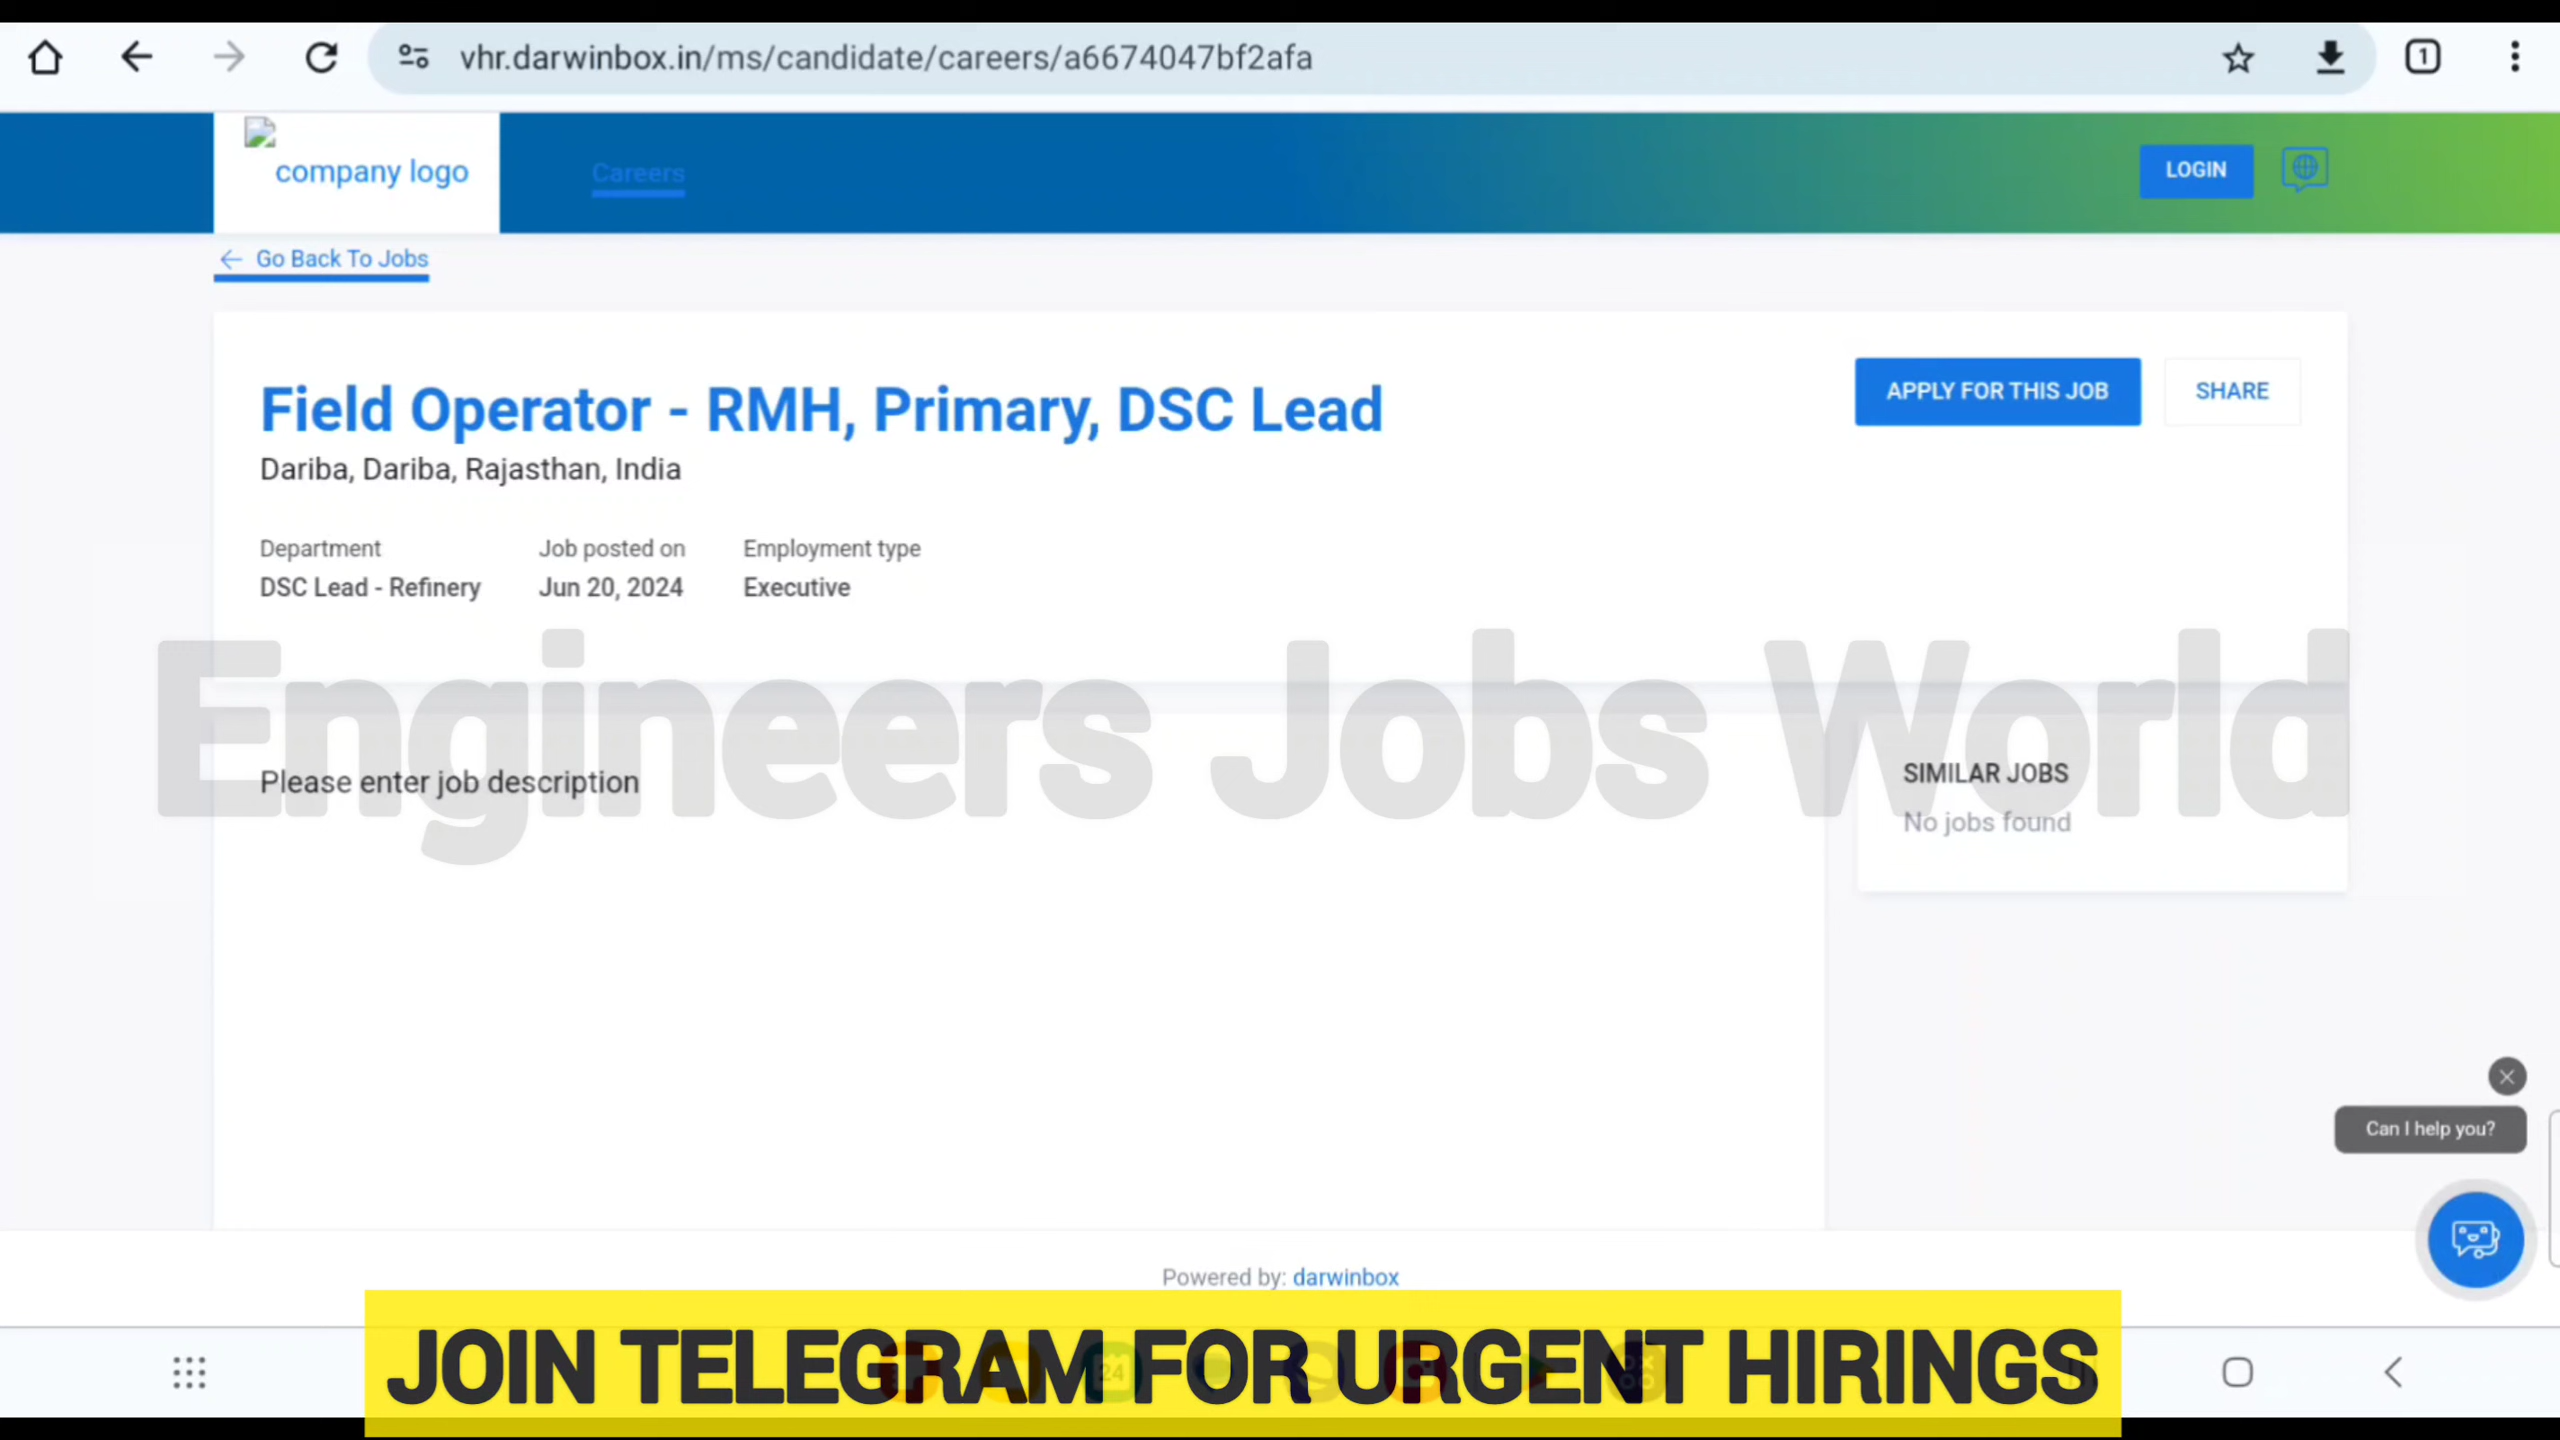 vhr.darwinbox.in/ms/candidate/careers/a6674047bf2afa
1
company logo
Careers
LOGIN
Go Back To Jobs
Field Operator - RMH, Primary, DSC Lead
APPLY FOR THIS JOB
SHARE
Dariba, Dariba, Rajasthan, India
Department
Job posted on
Employment type
DSC Lead - Refinery
Jun 20, 2024
Executive
Engineers Jobs World
Please enter job description
SIMILAR JOBS
No jobs found
Can I help you?
Powered by: darwinbox
JOIN TELEGRAM FOR URGENT HIRINGS
24